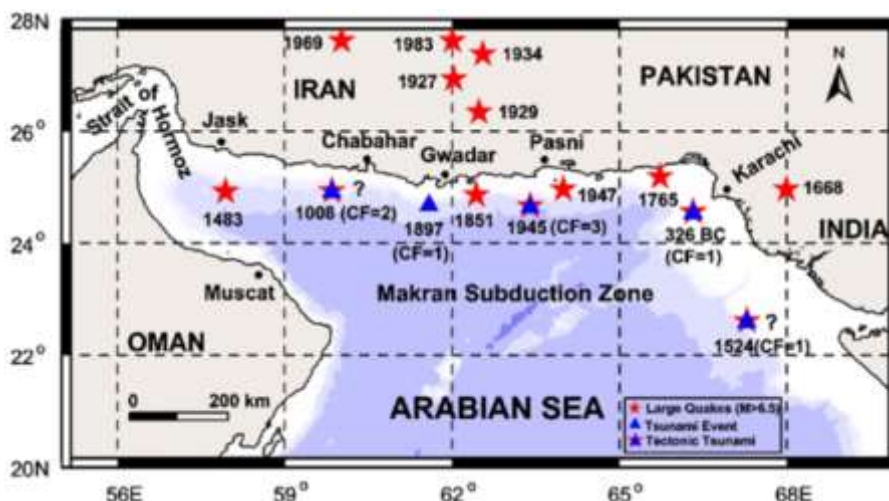 28N
1969
1983
1934
N
IRAN
PAKISTAN
1927
1929
26°
Strait of
Hormoz
Jask
Chabahar
Gwadar
Pasni
Karachi
?
1947
1765
1668
1483
1008 (CF=2)
1897
(CF=1)
1851
1945 (CF=3)
326 BC
(CF=1)
INDIA
24°
Muscat
Makran Subduction Zone
?
1524(CF=1)
OMAN
22°
0 200 km
ARABIAN SEA
Large Quakes (M>6.5)
Tsunami Event
Tectonic Tsunami
20N
56E 59° 62° 65° 68E